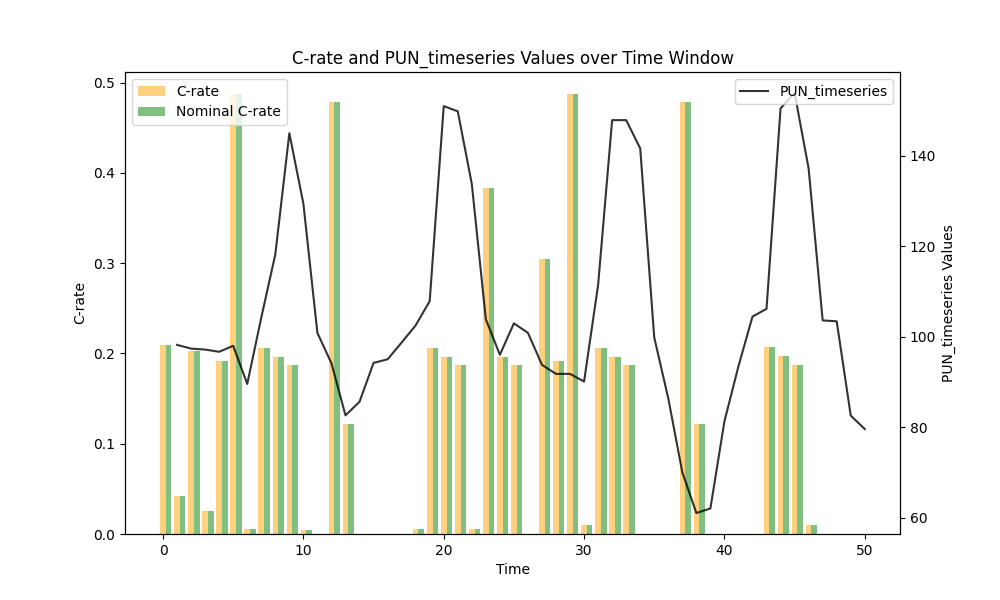 C-rate and PUN_timeseries Values over Time Window
C-rate
Nominal C-rate
PUN_timeseries
0.5
0.4
0.3
0.2
0.1
0.0
C-rate
140
120
100
80
60
PUN_timeseries Values
0 10 20 30 40 50
Time